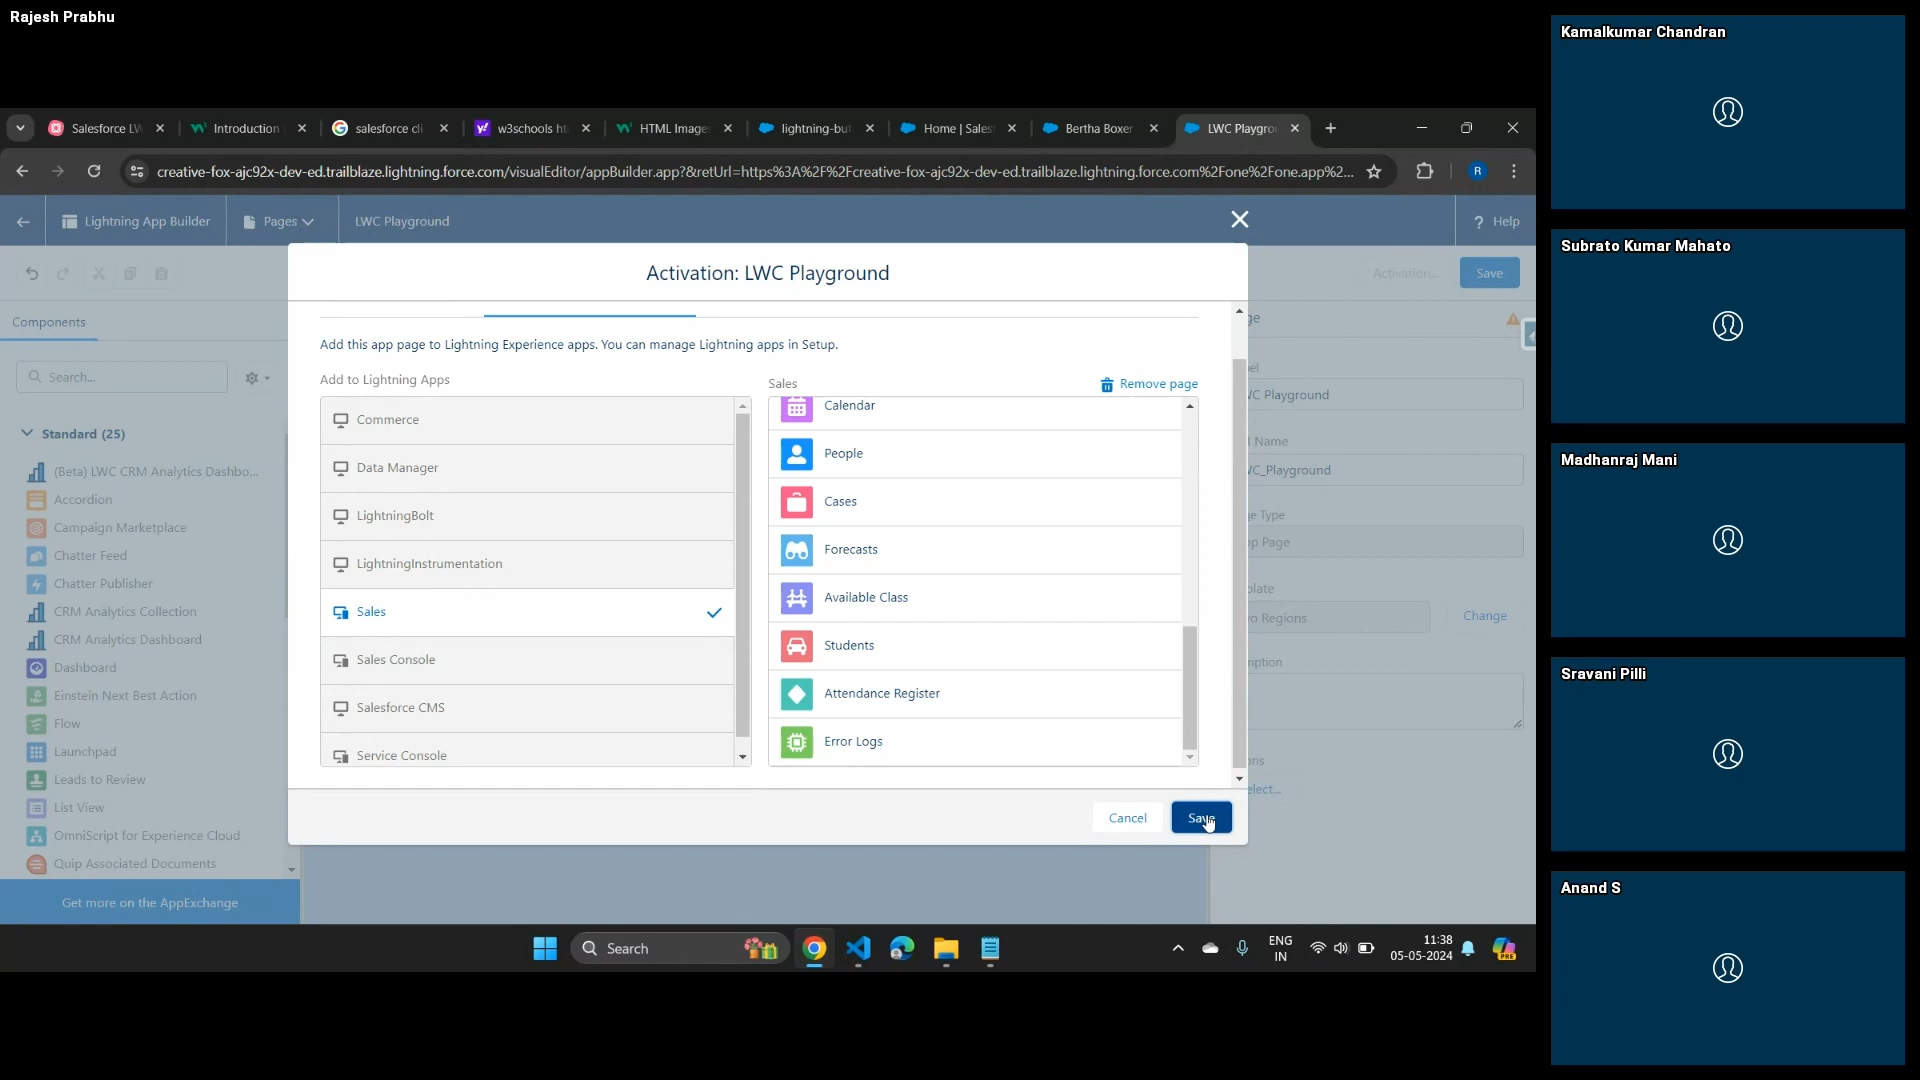 Rajesh Prabhu
Kamalkumar Chandran
Subrato Kumar Mahato
Madhanraj Mani
Sravani Pilli
Anand S
Salesforce LW
Introduction
salesforce cli
w3schools ht
HTML Image
lightning-but
Home | Sales
Bertha Boxer
LWC Playgro
creative-fox-ajc92x-dev-ed.trailblaze.lightning.force.com/visualEditor/appBuilder.app?&retUrl=https%3A%2F%2Fcreative-fox-ajc92x-dev-ed.trailblaze.lightning.force.com%2Fone%2Fone.app%2...
R
Lightning App Builder
Pages
LWC Playground
? Help
Activation...
Save
Components
Search...
Standard (25)
(Beta) LWC CRM Analytics Dashbo...
Accordion
Campaign Marketplace
Chatter Feed
Chatter Publisher
CRM Analytics Collection
CRM Analytics Dashboard
Dashboard
Einstein Next Best Action
Flow
Launchpad
Leads to Review
List View
OmniScript for Experience Cloud
Quip Associated Documents
Get more on the AppExchange
Activation: LWC Playground
Add this app page to Lightning Experience apps. You can manage Lightning apps in Setup.
Add to Lightning Apps
Commerce
Data Manager
LightningBolt
LightningInstrumentation
Sales
Sales Console
Salesforce CMS
Service Console
Sales
Remove page
Calendar
People
Cases
Forecasts
Available Class
Students
Attendance Register
Error Logs
Cancel
Save
Playground
Name
C_Playground
Type
Page
Regions
Change
Search
ENG
IN
11:38
05-05-2024
PRE